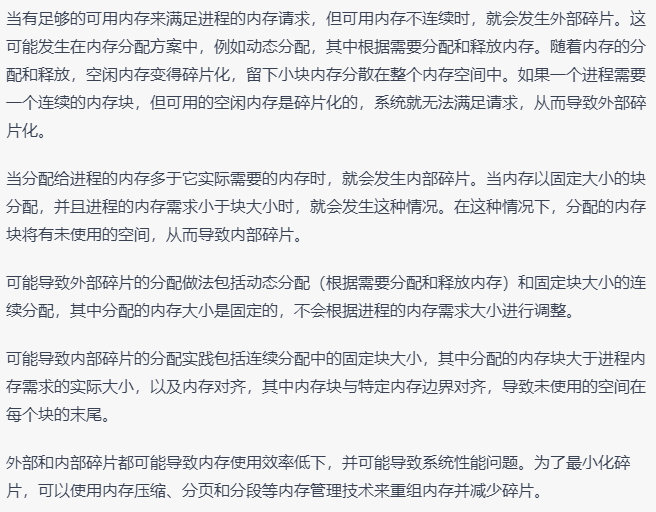 当有足够的可用内存来满足进程的内存请求，但可用内存不连续时，就会发生外部碎片。这
可能发生在内存分配方案中，例如动态分配，其中根据需要分配和释放内存。随着内存的分
配和释放，空闲内存变得碎片化，留下小块内存分散在整个内存空间中。如果一个进程需要
一个连续的内存块，但可用的空闲内存是碎片化的，系统就无法满足请求，从而导致外部碎
片化。
当分配给进程的内存多于它实际需要的内存时，就会发生内部碎片。当内存以固定大小的块
分配，并且进程的内存需求小于块大小时，就会发生这种情况。在这种情况下，分配的内存
块将有未使用的空间，从而导致内部碎片。
可能导致外部碎片的分配做法包括动态分配（根据需要分配和释放内存）和固定块大小的连
续分配，其中分配的内存大小是固定的，不会根据进程的内存需求大小进行调整。
可能导致内部碎片的分配实践包括连续分配中的固定块大小，其中分配的内存块大于进程内
存需求的实际大小，以及内存对齐，其中内存块与特定内存边界对齐，导致未使用的空间在
每个块的末尾。
外部和内部碎片都可能导致内存使用效率低下，并可能导致系统性能问题。为了最小化碎
片，可以使用内存压缩、分页和分段等内存管理技术来重组内存并减少碎片。